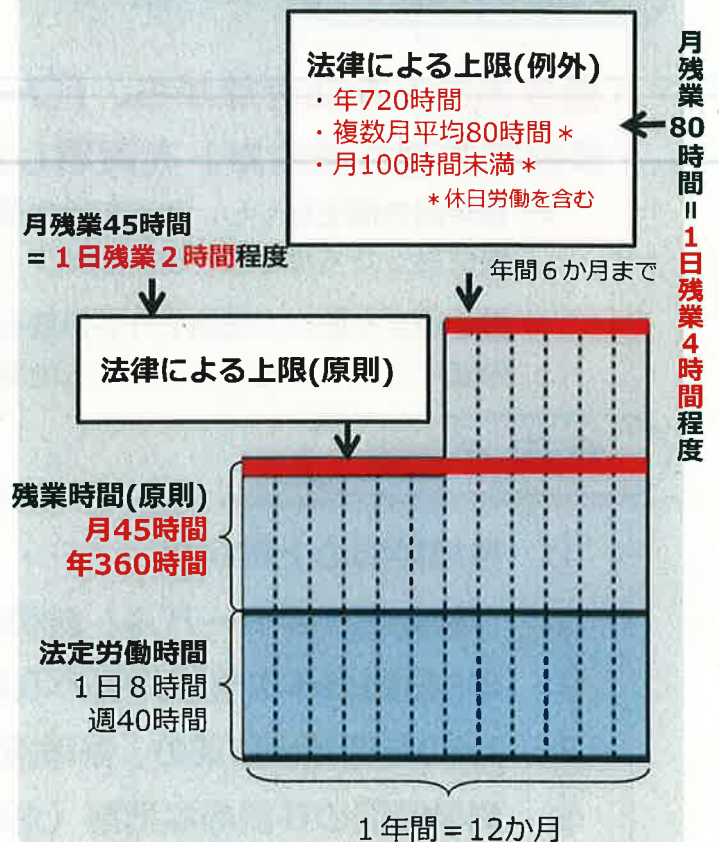 法律による上限(例外)
・年720時間
・複数月平均80時間＊
・月100時間未満＊
＊休日労働を含む
月残業80時間＝1日残業4時間程度
月残業45時間
=１日残業２時間程度
年間６か月まで
法律による上限(原則)
残業時間(原則)
月45時間
年360時間
法定労働時間
１日８時間
週40時間
１年間＝12か月